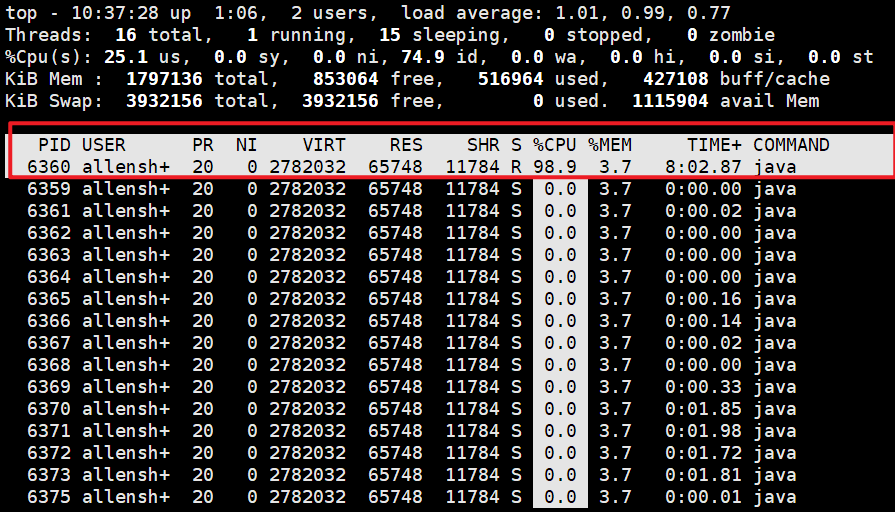 top - 10:37:28 up  1:06,  2 users,  load average: 1.01, 0.99, 0.77
Threads:  16 total,   1 running,  15 sleeping,   0 stopped,   0 zombie
%Cpu(s): 25.1 us,  0.0 sy,  0.0 ni, 74.9 id,  0.0 wa,  0.0 hi,  0.0 si,  0.0 st
KiB Mem :  1797136 total,   853064 free,   516964 used,   427108 buff/cache
KiB Swap:  3932156 total,  3932156 free,        0 used.  1115904 avail Mem
PID USER      PR  NI    VIRT    RES    SHR S %CPU %MEM     TIME+ COMMAND
6360 allensh+  20   0 2782032  65748  11784 R 98.9  3.7   8:02.87 java
6359 allensh+  20   0 2782032  65748  11784 S  0.0  3.7   0:00.00 java
6361 allensh+  20   0 2782032  65748  11784 S  0.0  3.7   0:00.02 java
6362 allensh+  20   0 2782032  65748  11784 S  0.0  3.7   0:00.00 java
6363 allensh+  20   0 2782032  65748  11784 S  0.0  3.7   0:00.00 java
6364 allensh+  20   0 2782032  65748  11784 S  0.0  3.7   0:00.00 java
6365 allensh+  20   0 2782032  65748  11784 S  0.0  3.7   0:00.16 java
6366 allensh+  20   0 2782032  65748  11784 S  0.0  3.7   0:00.14 java
6367 allensh+  20   0 2782032  65748  11784 S  0.0  3.7   0:00.02 java
6368 allensh+  20   0 2782032  65748  11784 S  0.0  3.7   0:00.00 java
6369 allensh+  20   0 2782032  65748  11784 S  0.0  3.7   0:00.33 java
6370 allensh+  20   0 2782032  65748  11784 S  0.0  3.7   0:01.85 java
6371 allensh+  20   0 2782032  65748  11784 S  0.0  3.7   0:01.98 java
6372 allensh+  20   0 2782032  65748  11784 S  0.0  3.7   0:01.72 java
6373 allensh+  20   0 2782032  65748  11784 S  0.0  3.7   0:01.81 java
6375 allensh+  20   0 2782032  65748  11784 S  0.0  3.7   0:00.01 java